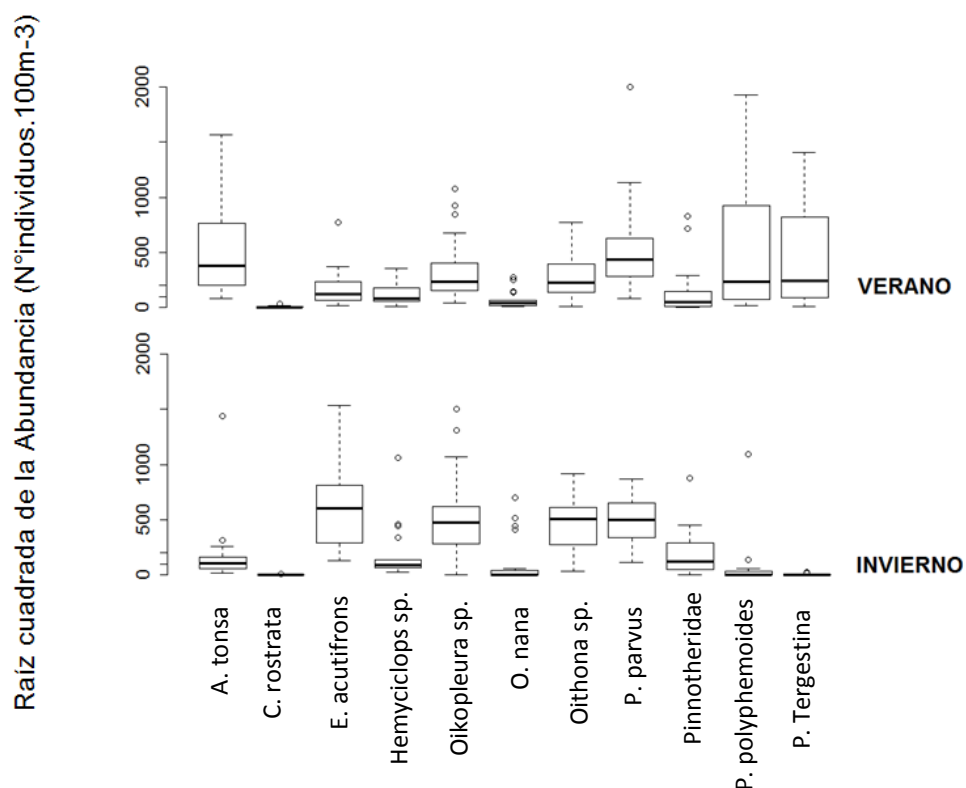 Raíz cuadrada de la Abundancia (N°individuos.100m-3)
2000
1000
500
0
VERANO
2000
1000
500
0
INVIERNO
A. tonsa
C. rostrata
E. acutifrons
Hemyciclops sp.
Oikopleura sp.
O. nana
Oithona sp.
P. parvus
Pinnotheridae
P. polyphemoides
P. Tergestina